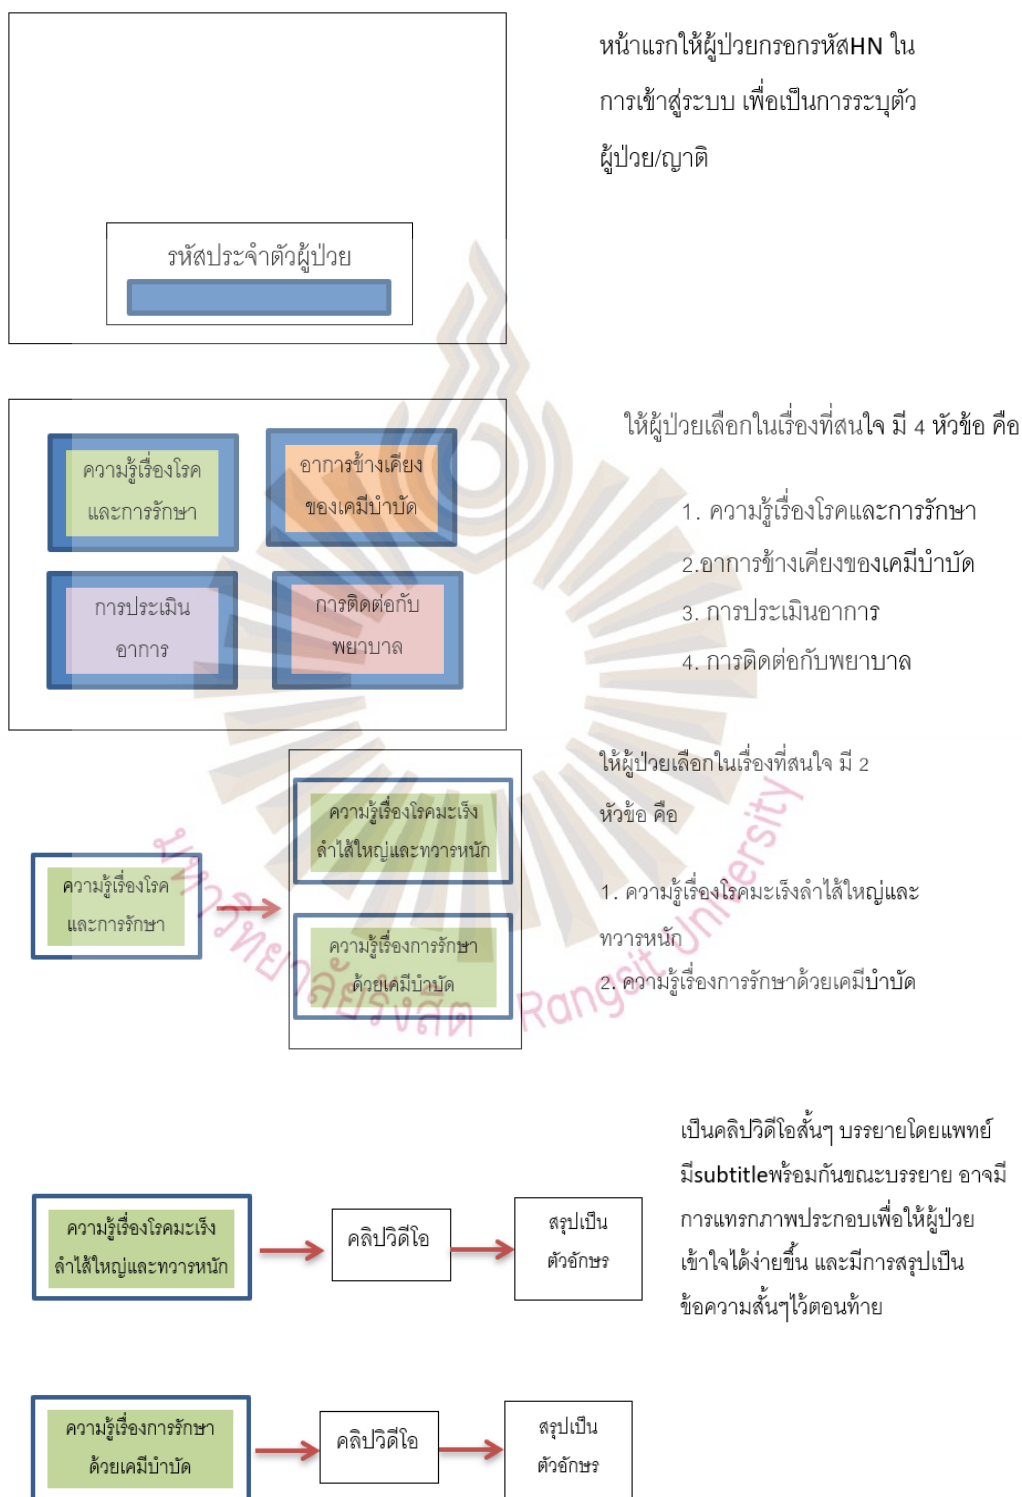 หน้าแรกให้ผู้ป่วยกรอกรหัสHN ใน
การเข้าสู่ระบบ เพื่อเป็นการระบุตัว
ผู้ป่วย/ญาติ
รหัสประจำตัวผู้ป่วย
ให้ผู้ป่วยเลือกในเรื่องที่สนใจ มี 4 หัวข้อ คือ
ความรู้เรื่องโรค
และการรักษา
อาการข้างเคียง
ของเคมีบำบัด
1. ความรู้เรื่องโรคและการรักษา
2.อาการข้างเคียงของเคมีบำบัด
การประเมิน
อาการ
การติดต่อกับ
พยาบาล
3. การประเมินอาการ
4. การติดต่อกับพยาบาล
ให้ผู้ป่วยเลือกในเรื่องที่สนใจ มี 2
หัวข้อ คือ
ความรู้เรื่องโรค
และการรักษา
ความรู้เรื่องโรคมะเร็ง
ลำไส้ใหญ่และทวารหนัก
ความรู้เรื่องการรักษา
ด้วยเคมีบำบัด
1. ความรู้เรื่องโรคมะเร็งลำไส้ใหญ่และ
ทวารหนัก
2. ความรู้เรื่องการรักษาด้วยเคมีบำบัด
มหาวิทยาลัยรังสิต Rangsit University
เป็นคลิปวิดีโอสั้นๆ บรรยายโดยแพทย์
มีsubtitleพร้อมกันขณะบรรยาย อาจมี
การแทรกภาพประกอบเพื่อให้ผู้ป่วย
เข้าใจได้ง่ายขึ้น และมีการสรุปเป็น
ข้อความสั้นๆไว้ตอนท้าย
ความรู้เรื่องโรคมะเร็ง
ลำไส้ใหญ่และทวารหนัก
คลิปวิดีโอ
สรุปเป็น
ตัวอักษร
ความรู้เรื่องการรักษา
ด้วยเคมีบำบัด
คลิปวิดีโอ
สรุปเป็น
ตัวอักษร